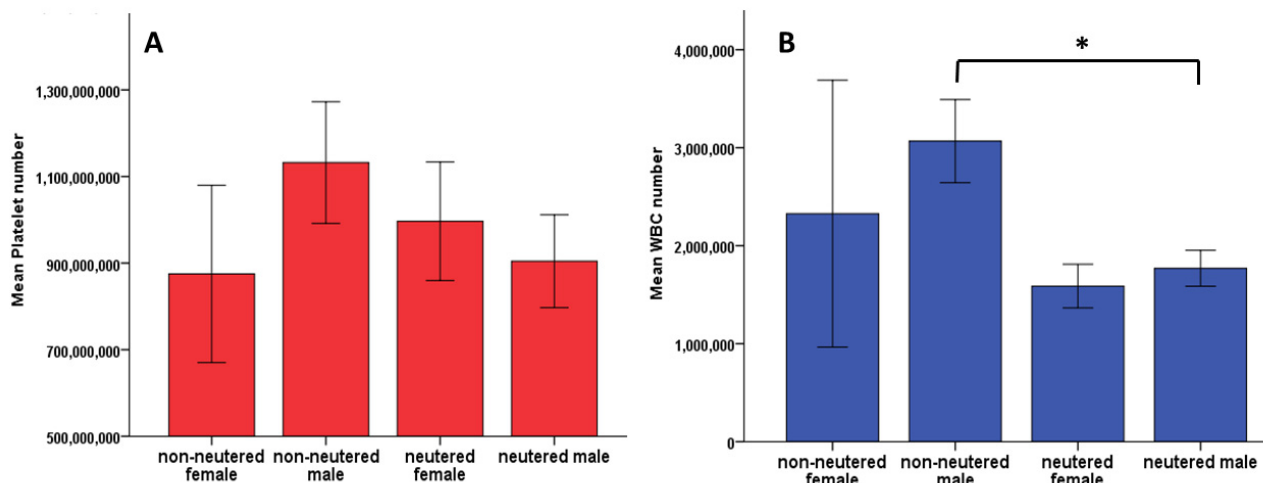 A
Mean Platelet number
1,300,000,000
1,100,000,000
900,000,000
700,000,000
500,000,000
non-neutered female
non-neutered male
neutered female
neutered male
B
*
Mean WBC number
4,000,000
3,000,000
2,000,000
1,000,000
0
non-neutered female
non-neutered male
neutered female
neutered male